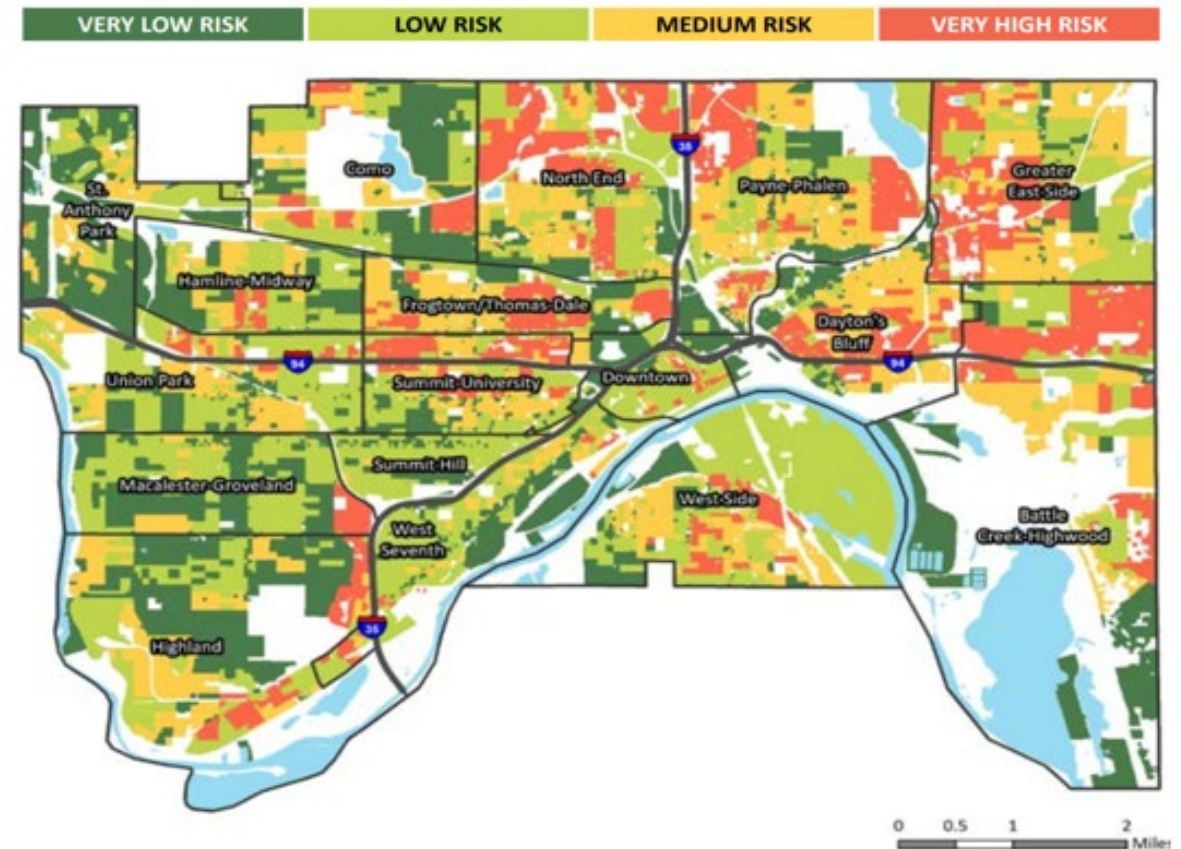 VERY LOW RISK
LOW RISK
MEDIUM RISK
VERY HIGH RISK
35
Como
North End
Payne-Phalen
Greater
East-Side
St.
Anthony
Park
Hamline-Midway
Frogtown/Thomas-Dale
Dayton's
Bluff
94
94
Union Park
Summit-University
Downtown
Summit-Hill
Macalester-Groveland
West-Side
West
Seventh
Battle
Creek-Highwood
35
Highland
0 0.5 1 2
Miles